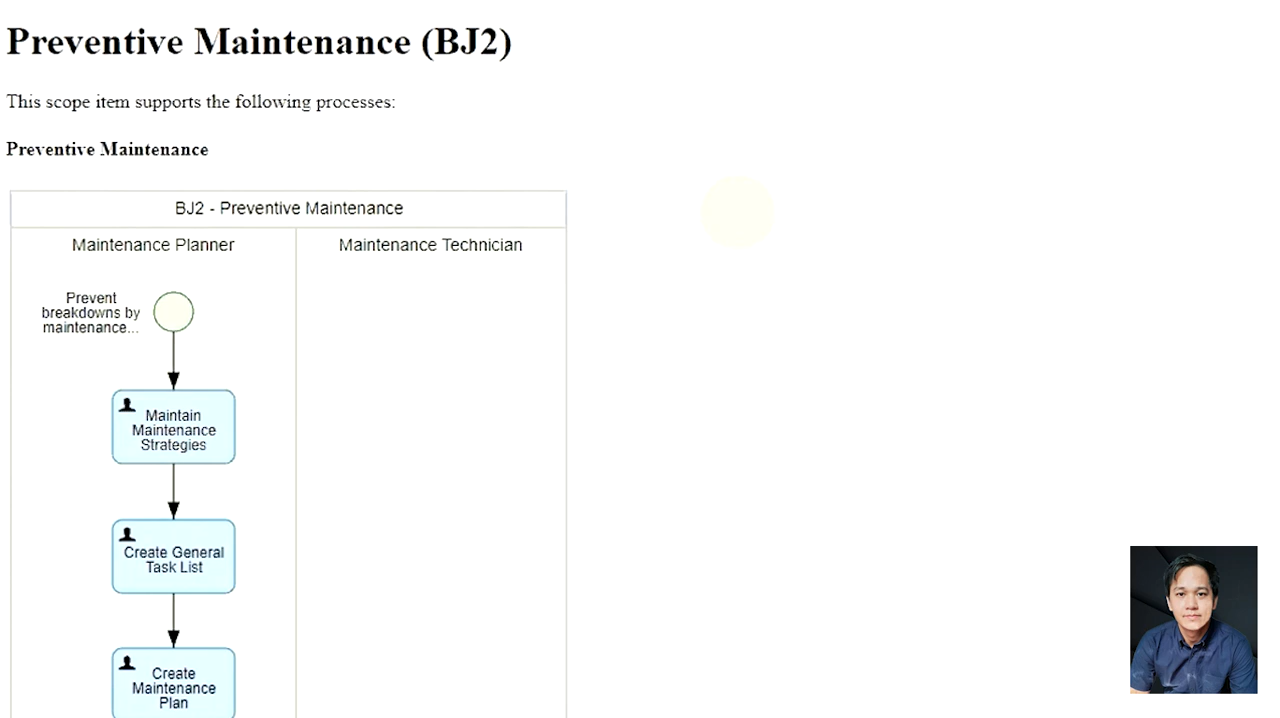 Preventive Maintenance (BJ2)
This scope item supports the following processes:
Preventive Maintenance
BJ2 - Preventive Maintenance
Maintenance Planner
Maintenance Technician
Prevent
breakdowns by
maintenance...
Maintain
Maintenance
Strategies
Create General
Task List
Create
Maintenance
Plan